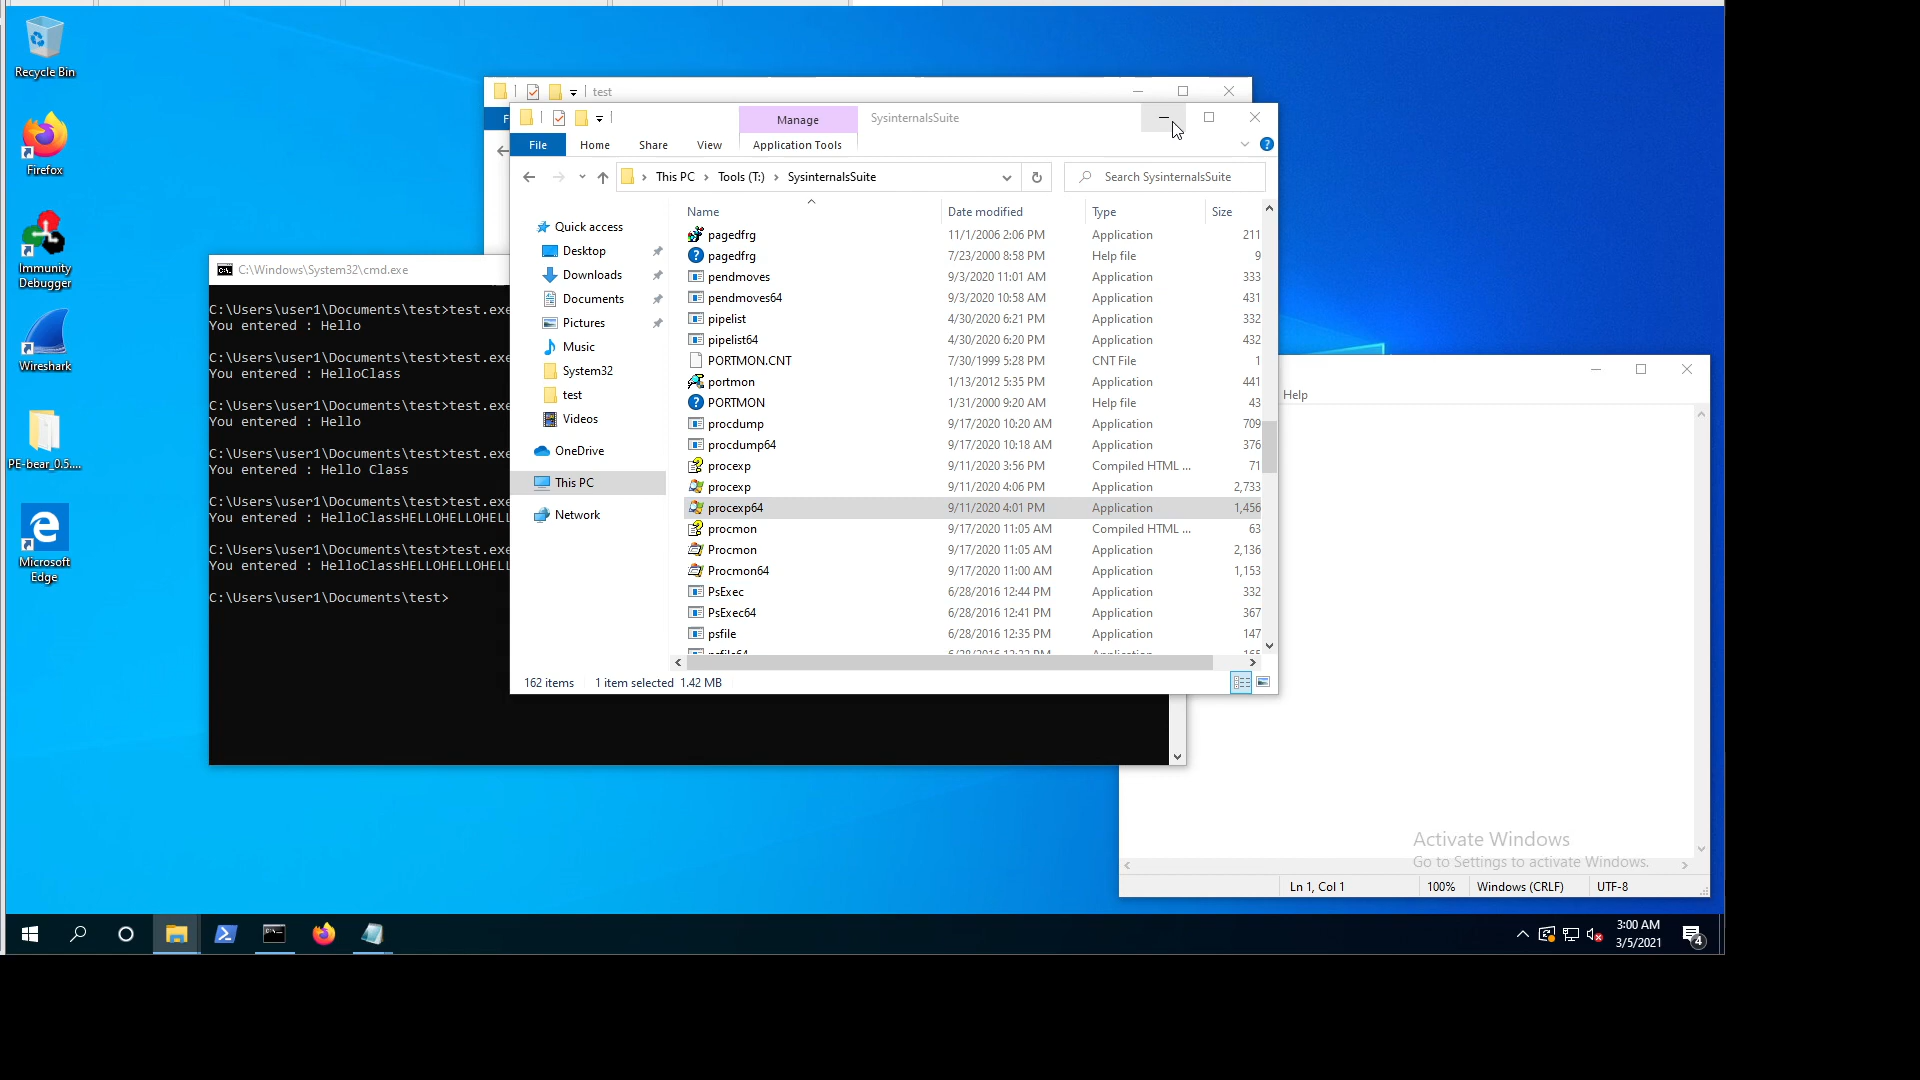 Recycle Bin
Firefox
Immunity
Debugger
Wireshark
PE-bear_0.5....
Microsoft
Edge
test
Manage
SysinternalsSuite
File
Home
Share
View
Application Tools
This PC
Tools (T:)
SysinternalsSuite
Search SysinternalsSuite
Quick access
Desktop
Downloads
Documents
Pictures
Music
System32
test
Videos
OneDrive
This PC
Network
Name Date modified Type Size
pagedfrg 11/1/2006 2:06 PM Application 211
pagedfrg 7/23/2000 8:58 PM Help file 9
pendmoves 9/3/2020 11:01 AM Application 333
pendmoves64 9/3/2020 10:58 AM Application 431
pipelist 4/30/2020 6:21 PM Application 332
pipelist64 4/30/2020 6:20 PM Application 432
PORTMON.CNT 7/30/1999 5:28 PM CNT File 1
portmon 1/13/2012 5:35 PM Application 441
PORTMON 1/31/2000 9:20 AM Help file 43
procdump 9/17/2020 10:20 AM Application 709
procdump64 9/17/2020 10:18 AM Application 376
procexp 9/11/2020 3:56 PM Compiled HTML ... 71
procexp 9/11/2020 4:06 PM Application 2,733
procexp64 9/11/2020 4:01 PM Application 1,456
procmon 9/17/2020 11:05 AM Compiled HTML ... 63
Procmon 9/17/2020 11:05 AM Application 2,136
Procmon64 9/17/2020 11:00 AM Application 1,153
PsExec 6/28/2016 12:44 PM Application 332
PsExec64 6/28/2016 12:41 PM Application 367
psfile 6/28/2016 12:35 PM Application 147
162 items 1 item selected 1.42 MB
C:\Windows\System32\cmd.exe
C:\Users\user1\Documents\test>test.exe
You entered : Hello
C:\Users\user1\Documents\test>test.exe
You entered : HelloClass
C:\Users\user1\Documents\test>test.exe
You entered : Hello
C:\Users\user1\Documents\test>test.exe
You entered : Hello Class
C:\Users\user1\Documents\test>test.exe
You entered : HelloClassHELLOHELLOHELL
C:\Users\user1\Documents\test>test.exe
You entered : HelloClassHELLOHELLOHELL
C:\Users\user1\Documents\test>
Help
Activate Windows
Go to Settings to activate Windows.
Ln 1, Col 1 100% Windows (CRLF) UTF-8
3:00 AM
3/5/2021
4